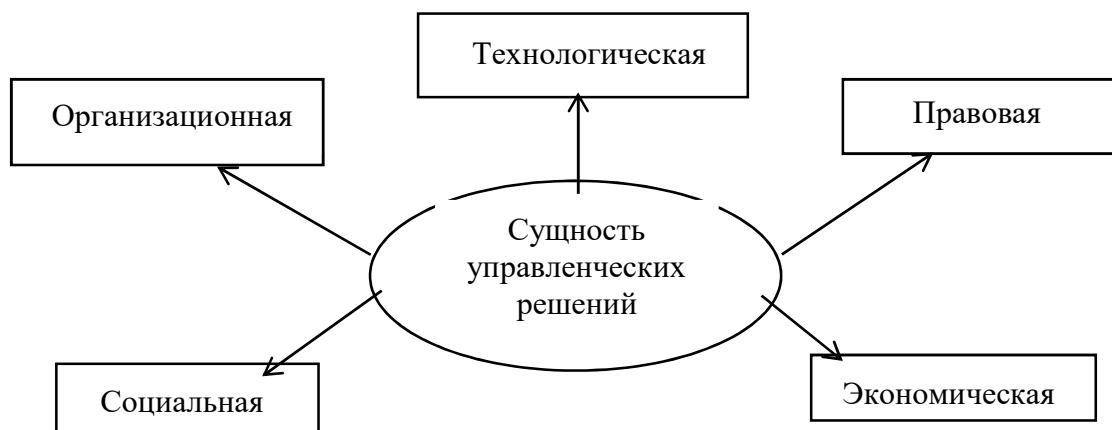 Технологическая
Организационная
Правовая
Сущность
управленческих
решений
Социальная
Экономическая